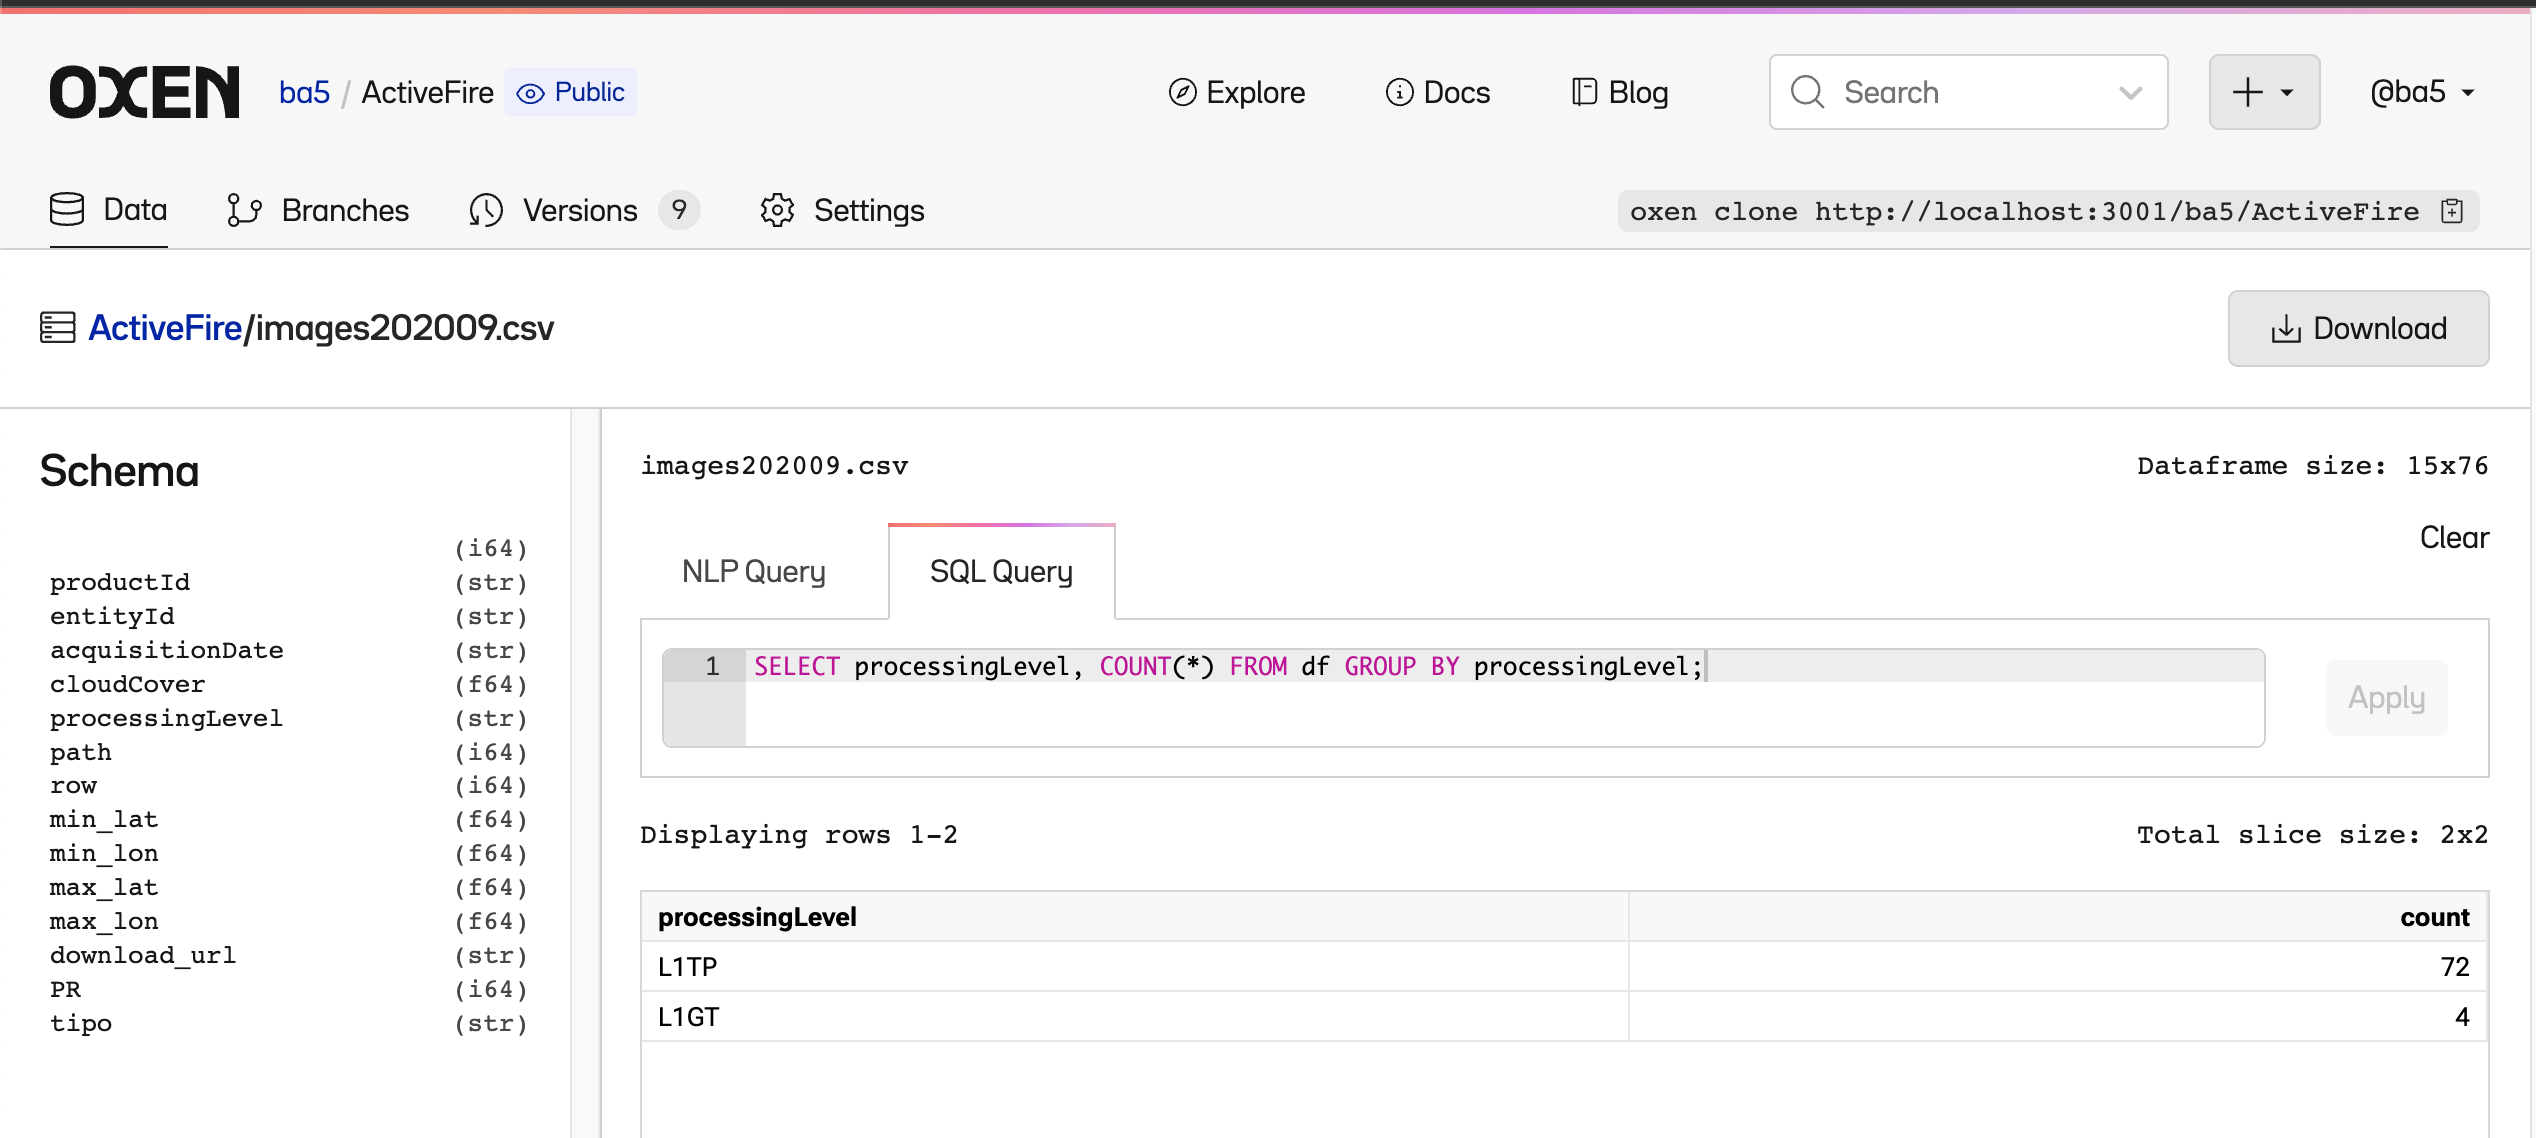 OXEN ba5 / ActiveFire Public Explore Docs Blog Search @ba5
Data Branches Versions 9 Settings oxen clone http://localhost:3001/ba5/ActiveFire
ActiveFire/images202009.csv Download
Schema
(i64)
productId (str)
entityId (str)
acquisitionDate (str)
cloudCover (f64)
processingLevel (str)
path (i64)
row (i64)
min_lat (f64)
min_lon (f64)
max_lat (f64)
max_lon (f64)
download_url (str)
PR (i64)
tipo (str)
images202009.csv Dataframe size: 15x76
Clear
NLP Query SQL Query
1 SELECT processingLevel, COUNT(*) FROM df GROUP BY processingLevel;
Apply
Displaying rows 1-2 Total slice size: 2x2
processingLevel count
L1TP 72
L1GT 4